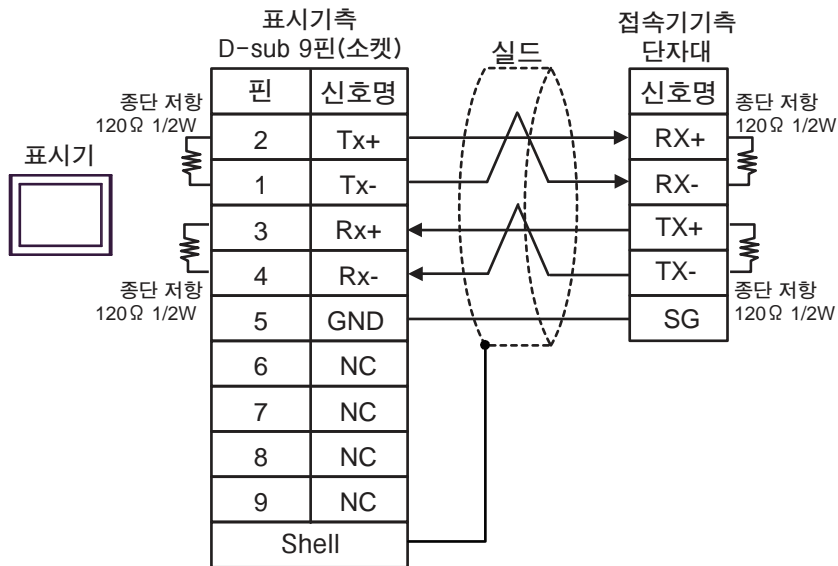 표시기측
D-sub 9핀(소켓)
실드
접속기기측
단자대
핀 신호명
신호명
종단 저항
120Ω 1/2W
종단 저항
120Ω 1/2W
표시기
2 Tx+
RX+
1 Tx-
RX-
3 Rx+
TX+
4 Rx-
TX-
종단 저항
120Ω 1/2W
종단 저항
120Ω 1/2W
5 GND
SG
6 NC
7 NC
8 NC
9 NC
Shell